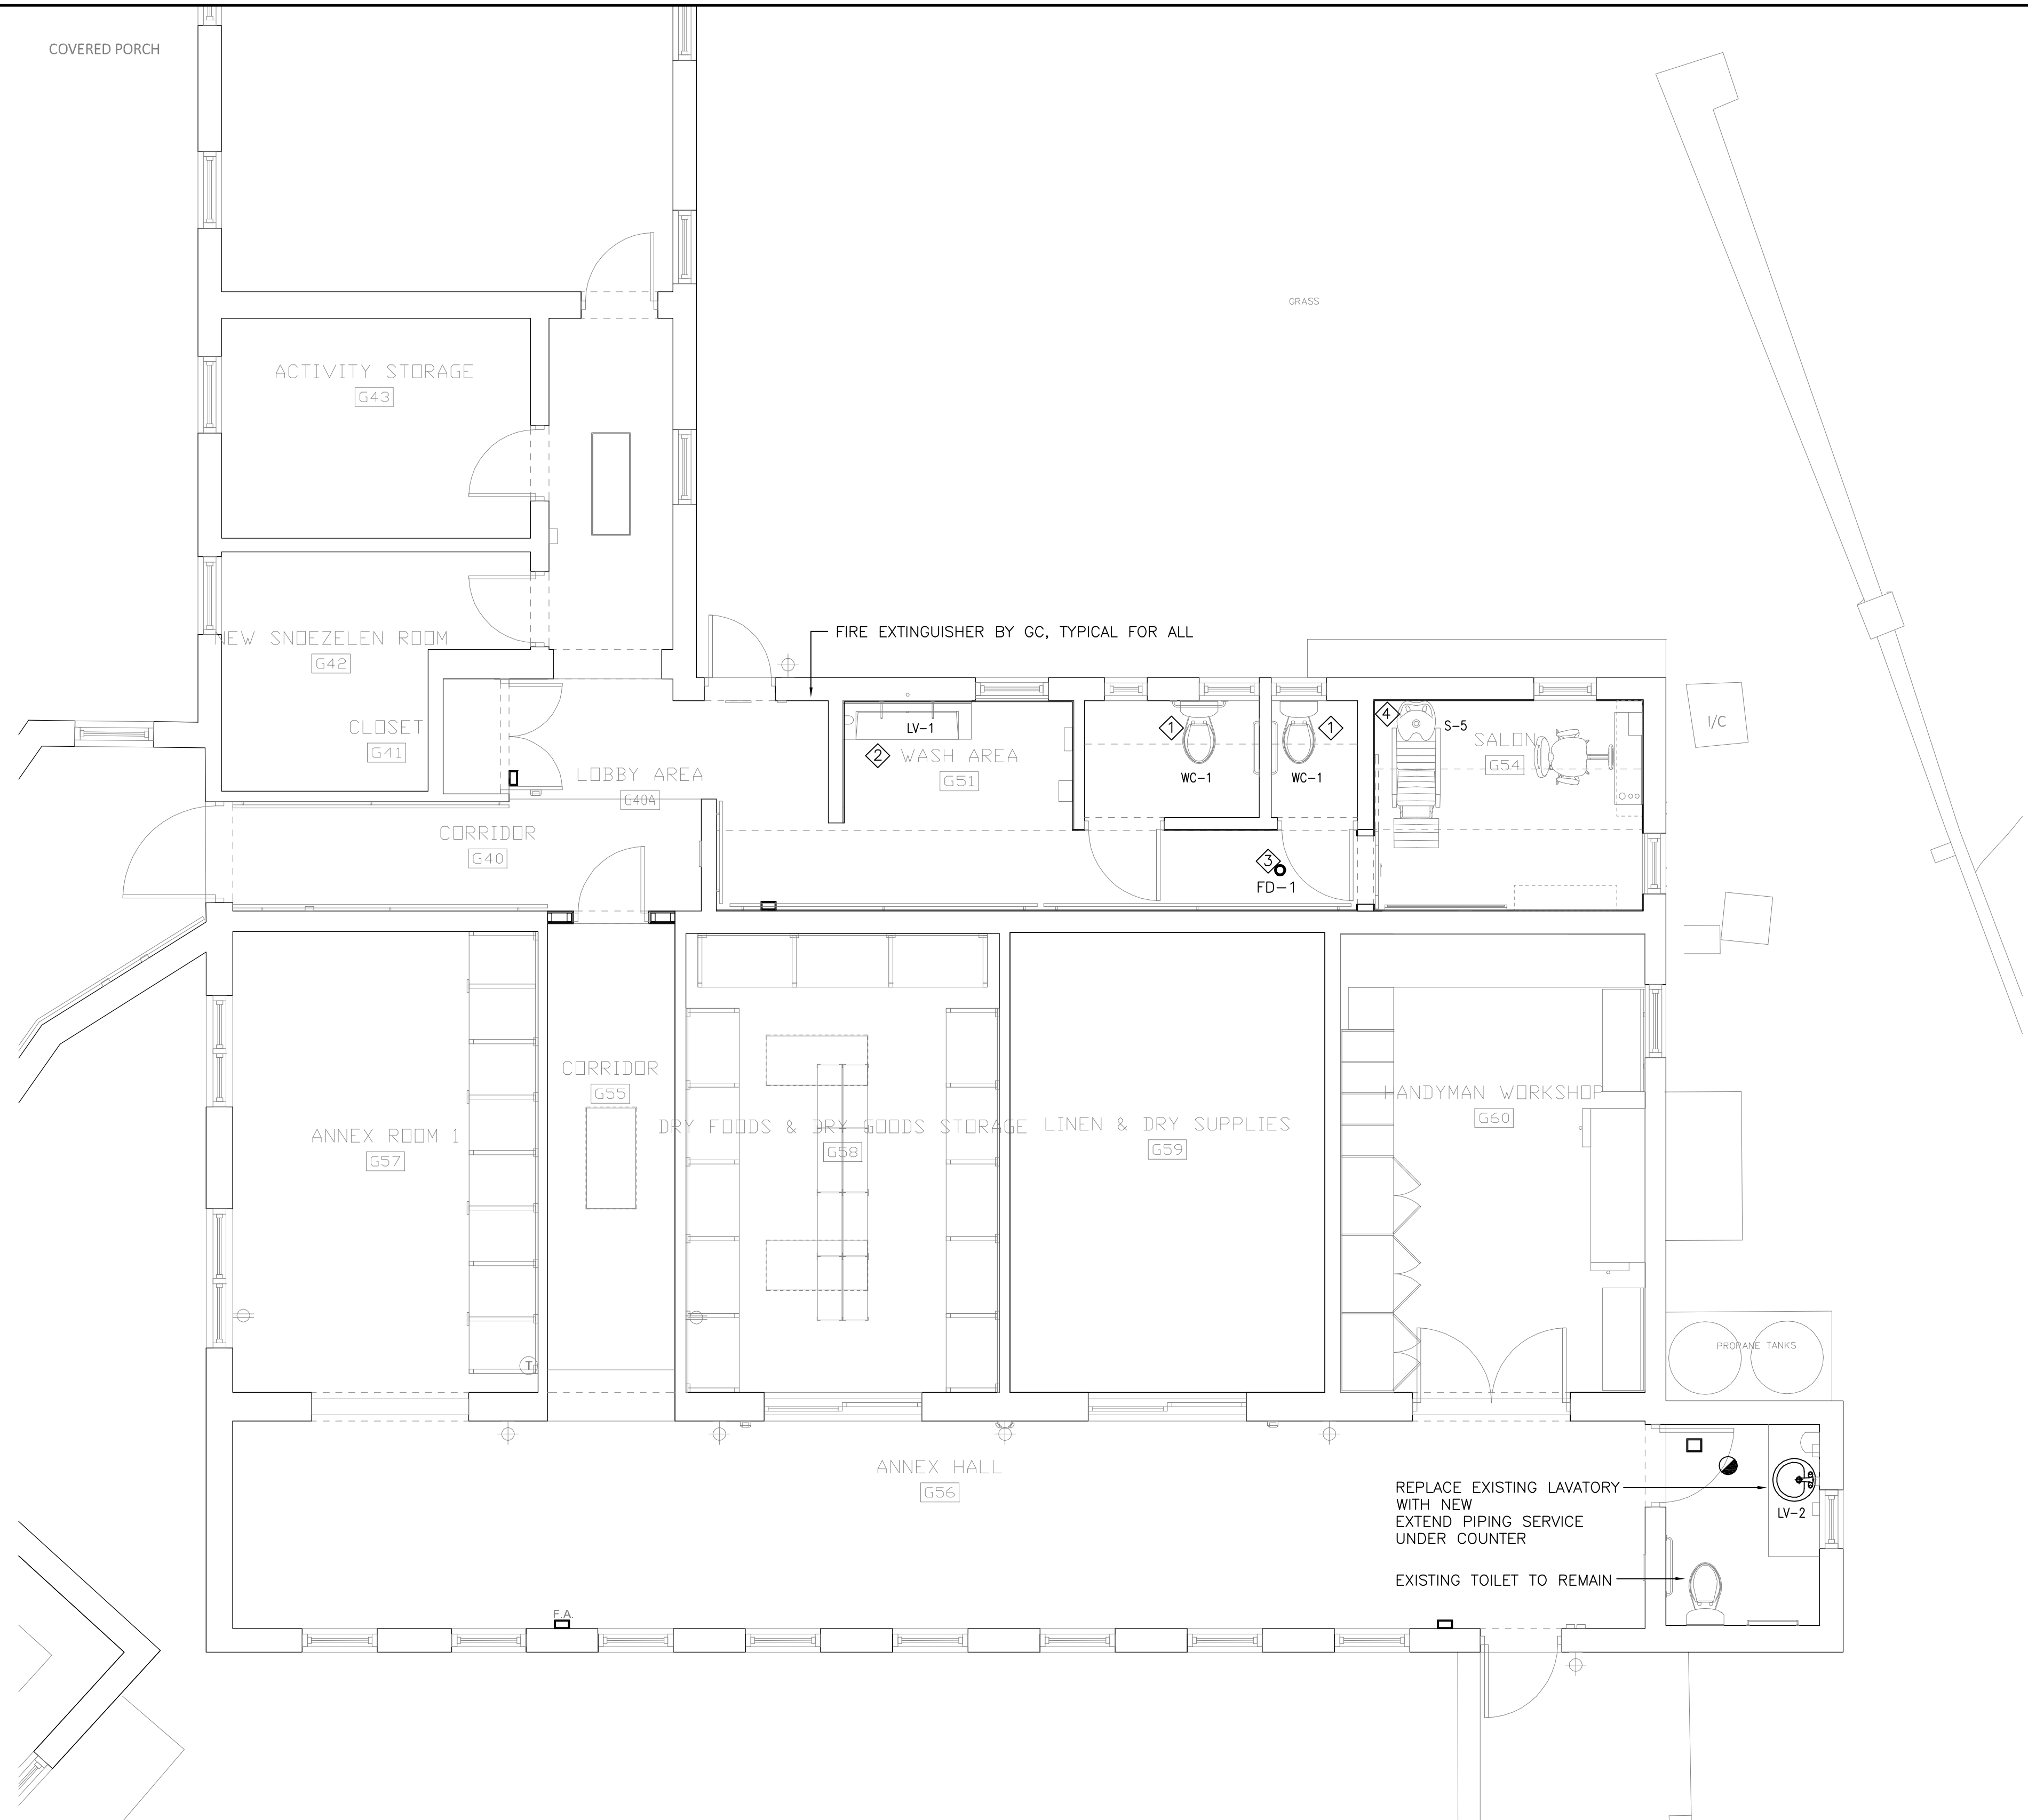 COVERED PORCH
GRASS
ACTIVITY STORAGE
G43
FIRE EXTINGUISHER BY GC, TYPICAL FOR ALL
NEW SNOEZELEN ROOM
G42
CLOSET
G41
LOBBY AREA
G40A
CORRIDOR
G40
LV-1
2
WASH AREA
G51
1
WC-1
1
WC-1
4
S-5
SALON
G54
I/C
3
FD-1
CORRIDOR
G55
ANNEX ROOM 1
G57
DRY FOODS & DRY GOODS STORAGE
G58
LINEN & DRY SUPPLIES
G59
HANDYMAN WORKSHOP
G60
T
PROPANE TANKS
ANNEX HALL
G56
REPLACE EXISTING LAVATORY
WITH NEW
EXTEND PIPING SERVICE
UNDER COUNTER
LV-2
EXISTING TOILET TO REMAIN
F.A.